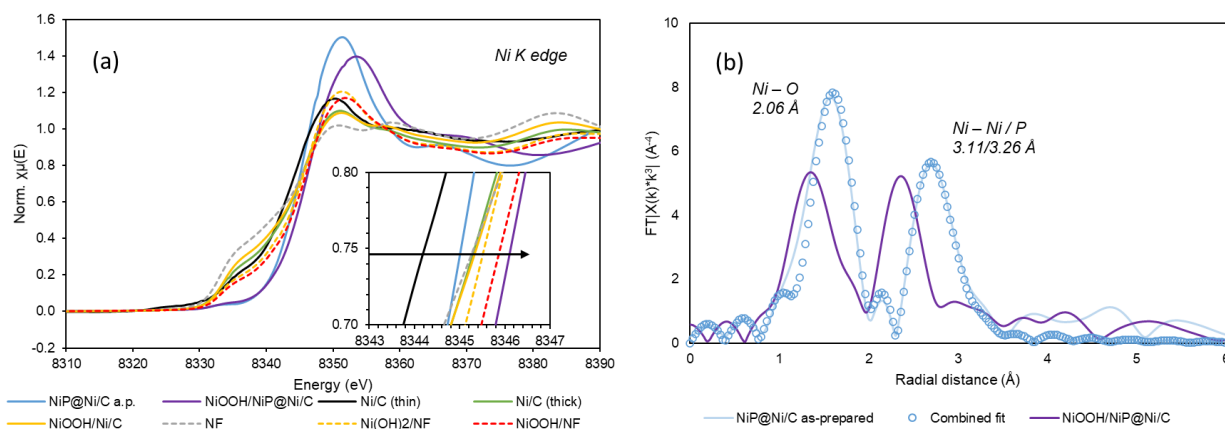 (a)
Ni K edge
Norm. χμ(E)
1.6
1.4
1.2
1.0
0.8
0.6
0.4
0.2
0.0
-0.2
8310
8320
8330
8340
8350
8360
8370
8380
8390
Energy (eV)
0.80
0.75
0.70
8343
8344
8345
8346
8347
NiP@Ni/C a.p.
NiOOH/NiP@Ni/C
Ni/C (thin)
Ni/C (thick)
NiOOH/Ni/C
NF
Ni(OH)2/NF
NiOOH/NF
(b)
Ni – O
2.06 Å
Ni – Ni / P
3.11/3.26 Å
FT|X(k)*k³| (A⁻⁴)
10
8
6
4
2
0
0
1
2
3
4
5
6
Radial distance (Å)
NiP@Ni/C as-prepared
Combined fit
NiOOH/NiP@Ni/C